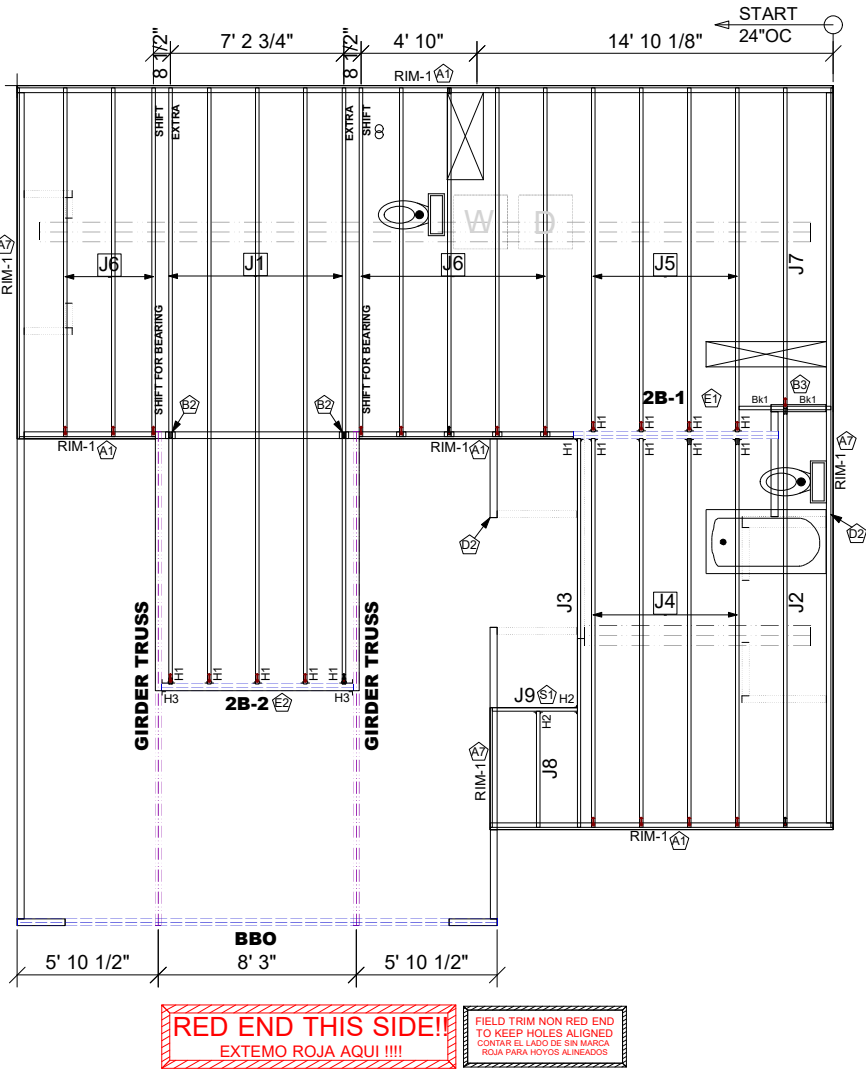 START
24"OC
8 1/2"
7' 2 3/4"
8 1/2"
4' 10"
14' 10 1/8"
RIM-1 A1
SHIFT
EXTRA
EXTRA
SHIFT
W
D
RIM-1 A7
J6
J1
J6
J5
J7
SHIFT FOR BEARING
SHIFT FOR BEARING
B2
B2
2B-1 E1
Bk1
B3
Bk1
H1
H1
H1
H1
RIM-1 A1
RIM-1 A1
H1
H1
H1
H1
H1
RIM-1 A7
D2
D2
GIRDER TRUSS
GIRDER TRUSS
J3
J4
J2
H1
H1
H1
H1
H1
H3
2B-2 E2
H3
J9 S1 H2
H2
J8
RIM-1 A7
RIM-1 A1
BBO
5' 10 1/2"
8' 3"
5' 10 1/2"
RED END THIS SIDE!!
EXTEMO ROJA AQUI !!!!
FIELD TRIM NON RED END
TO KEEP HOLES ALIGNED
CONTAR EL LADO DE SIN MARCA
ROJA PARA HOYOS ALINEADOS